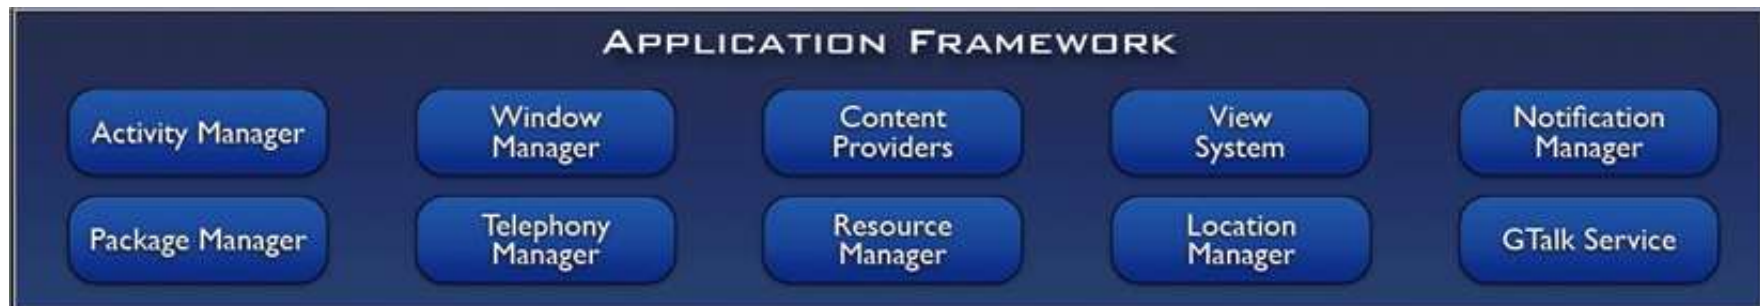 APPLICATION FRAMEWORK
Activity Manager
Window
Manager
Content
Providers
View
System
Notification
Manager
Package Manager
Telephony
Manager
Resource
Manager
Location
Manager
GTalk Service